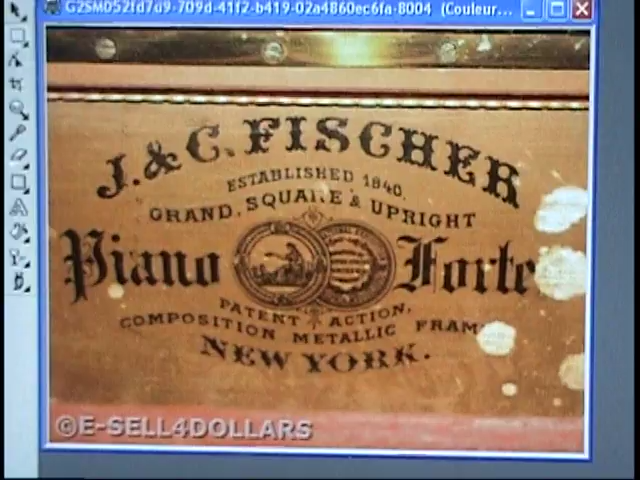 G2SM052fd7a9-709d-41f2-b419-02a4860ec6fa-8004 (Couleur...
J. & C. FISCHER
ESTABLISHED 1840.
GRAND, SQUARE & UPRIGHT
Piano Forte
PATENT ACTION,
COMPOSITION METALLIC FRAM
NEW YORK.
©E-SELL4DOLLARS